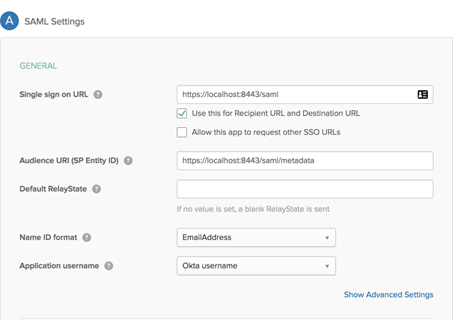 A SAML Settings
GENERAL
Single sign on URL ? https://localhost:8443/saml
Use this for Recipient URL and Destination URL
Allow this app to request other SSO URLs
Audience URI (SP Entity ID) ? https://localhost:8443/saml/metadata
Default RelayState ?
If no value is set, a blank RelayState is sent
Name ID format ? EmailAddress
Application username ? Okta username
Show Advanced Settings